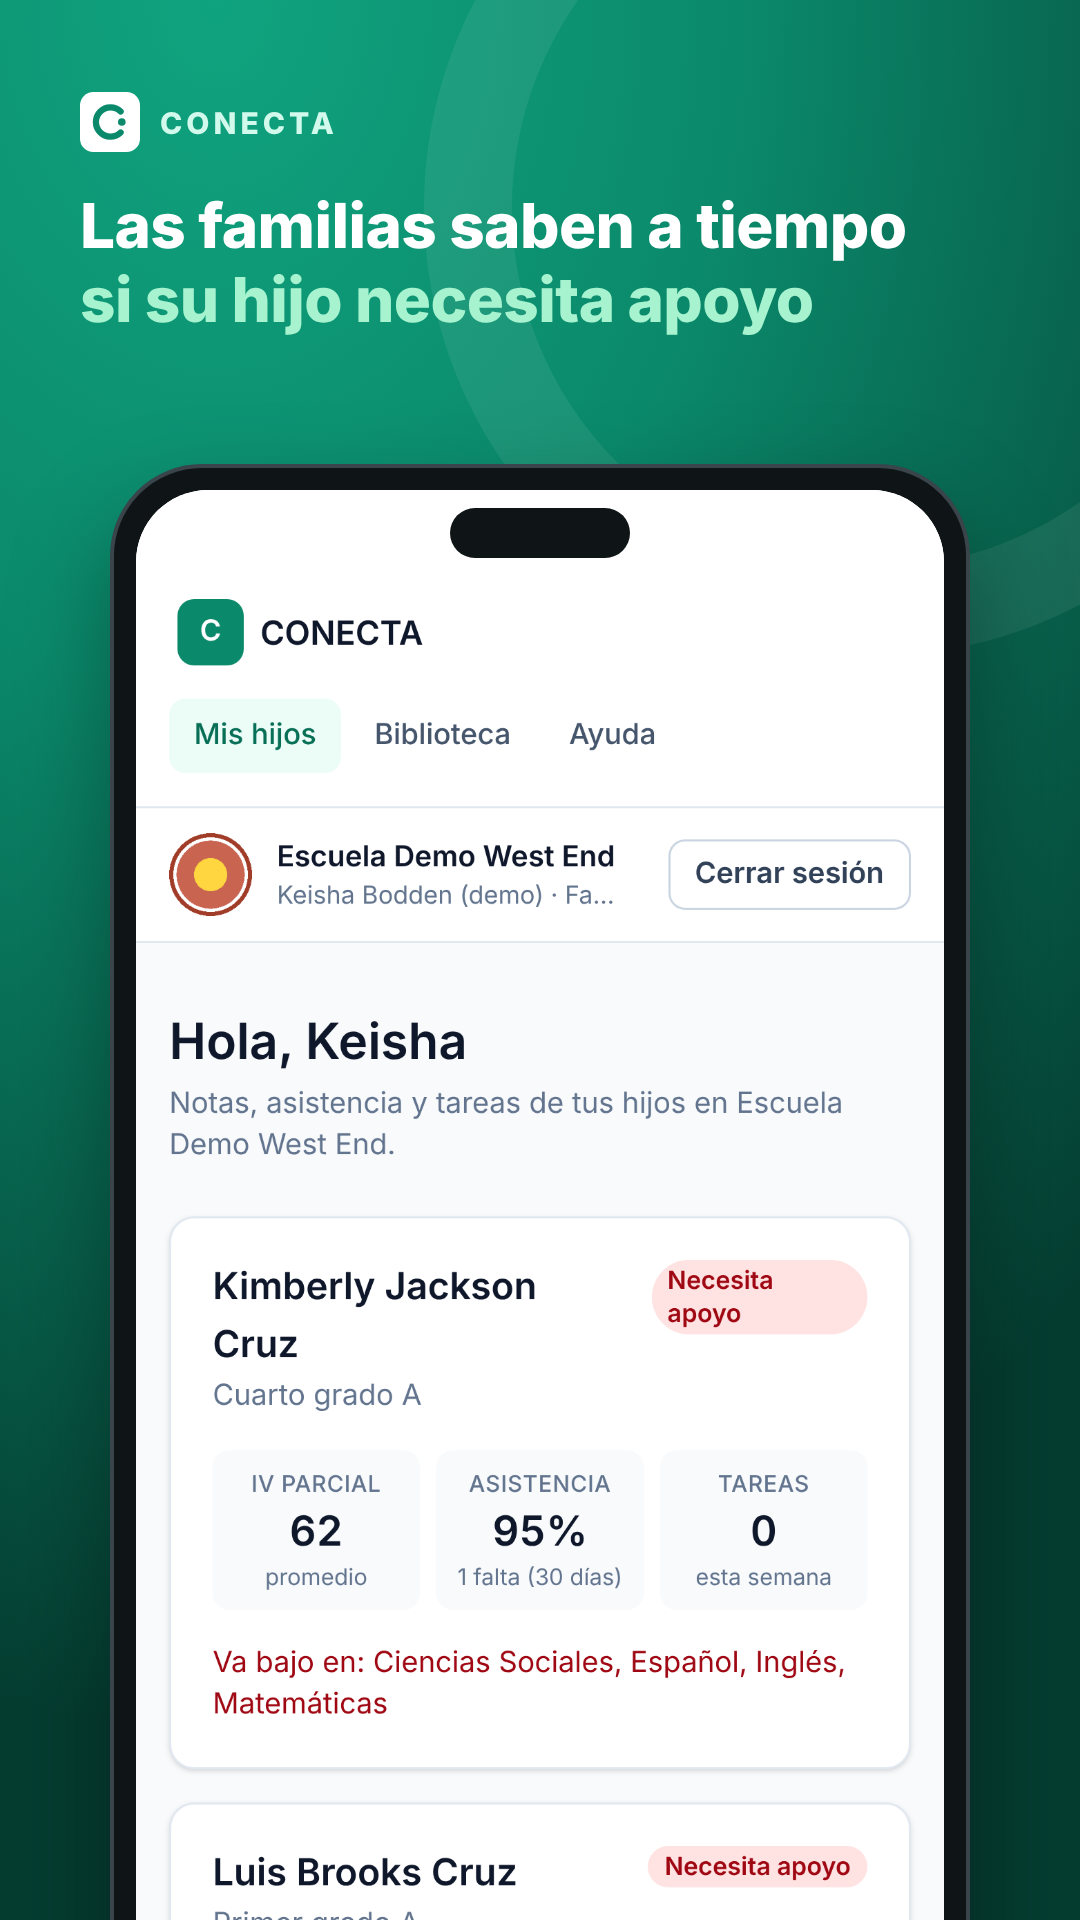 CONECTA
Las familias saben a tiempo
si su hijo necesita apoyo
C
CONECTA
Mis hijos
Biblioteca
Ayuda
Escuela Demo West End
Keisha Bodden (demo) · Fa...
Cerrar sesión
Hola, Keisha
Notas, asistencia y tareas de tus hijos en Escuela
Demo West End.
Kimberly Jackson
Cruz
Necesita
apoyo
Cuarto grado A
IV PARCIAL
62
promedio
ASISTENCIA
95%
1 falta (30 días)
TAREAS
0
esta semana
Va bajo en: Ciencias Sociales, Español, Inglés,
Matemáticas
Luis Brooks Cruz
Necesita apoyo
Primer grado A